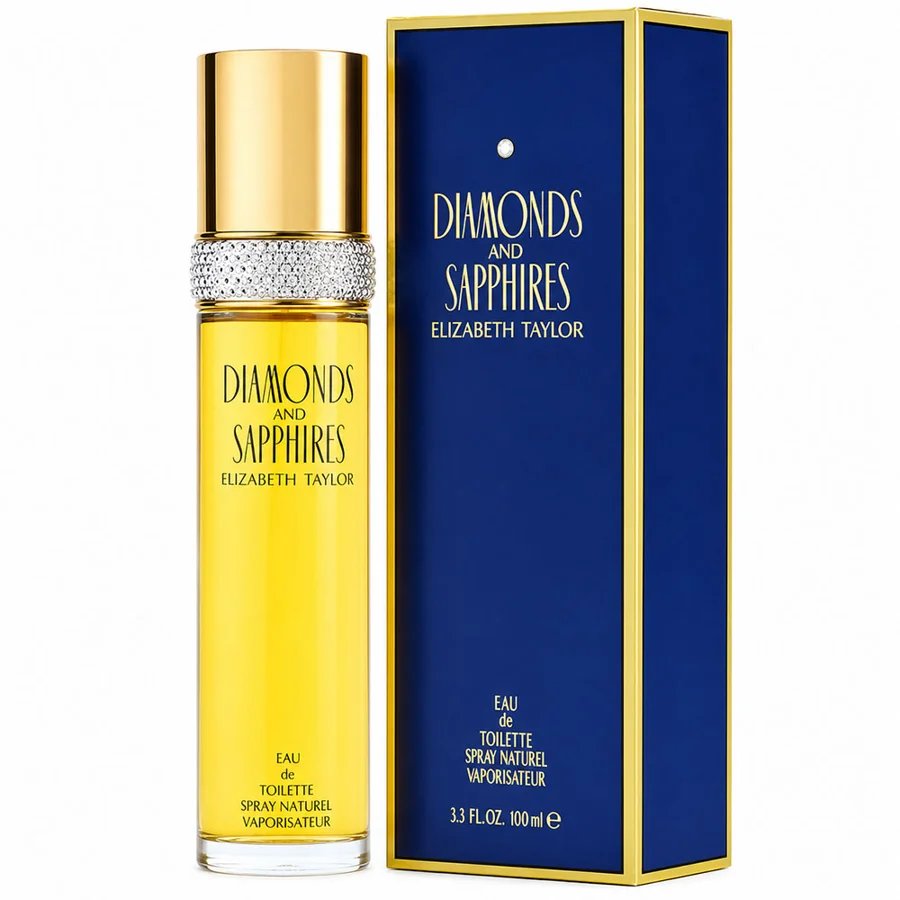 DIAMONDS
AND
SAPPHIRES
ELIZABETH TAYLOR
EAU
de
TOILETTE
SPRAY NATUREL
VAPORISATEUR
DIAMONDS
AND
SAPPHIRES
ELIZABETH TAYLOR
EAU
de
TOILETTE
SPRAY NATUREL
VAPORISATEUR
3.3 FL.OZ. 100 ml ℮